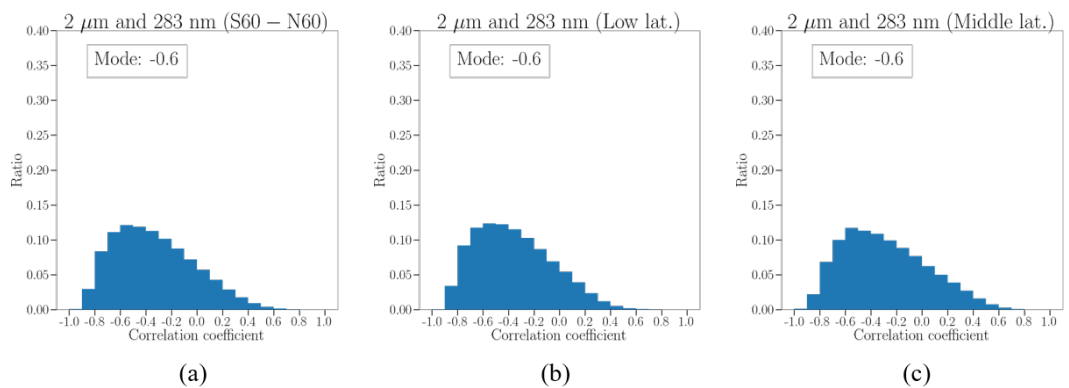 2 μm and 283 nm (S60 − N60)
Mode: -0.6
0.40
0.35
0.30
0.25
0.20
0.15
0.10
0.05
0.00
Ratio
-1.0 -0.8 -0.6 -0.4 -0.2 0.0 0.2 0.4 0.6 0.8 1.0
Correlation coefficient
(a)
2 μm and 283 nm (Low lat.)
Mode: -0.6
0.40
0.35
0.30
0.25
0.20
0.15
0.10
0.05
0.00
Ratio
-1.0 -0.8 -0.6 -0.4 -0.2 0.0 0.2 0.4 0.6 0.8 1.0
Correlation coefficient
(b)
2 μm and 283 nm (Middle lat.)
Mode: -0.6
0.40
0.35
0.30
0.25
0.20
0.15
0.10
0.05
0.00
Ratio
-1.0 -0.8 -0.6 -0.4 -0.2 0.0 0.2 0.4 0.6 0.8 1.0
Correlation coefficient
(c)